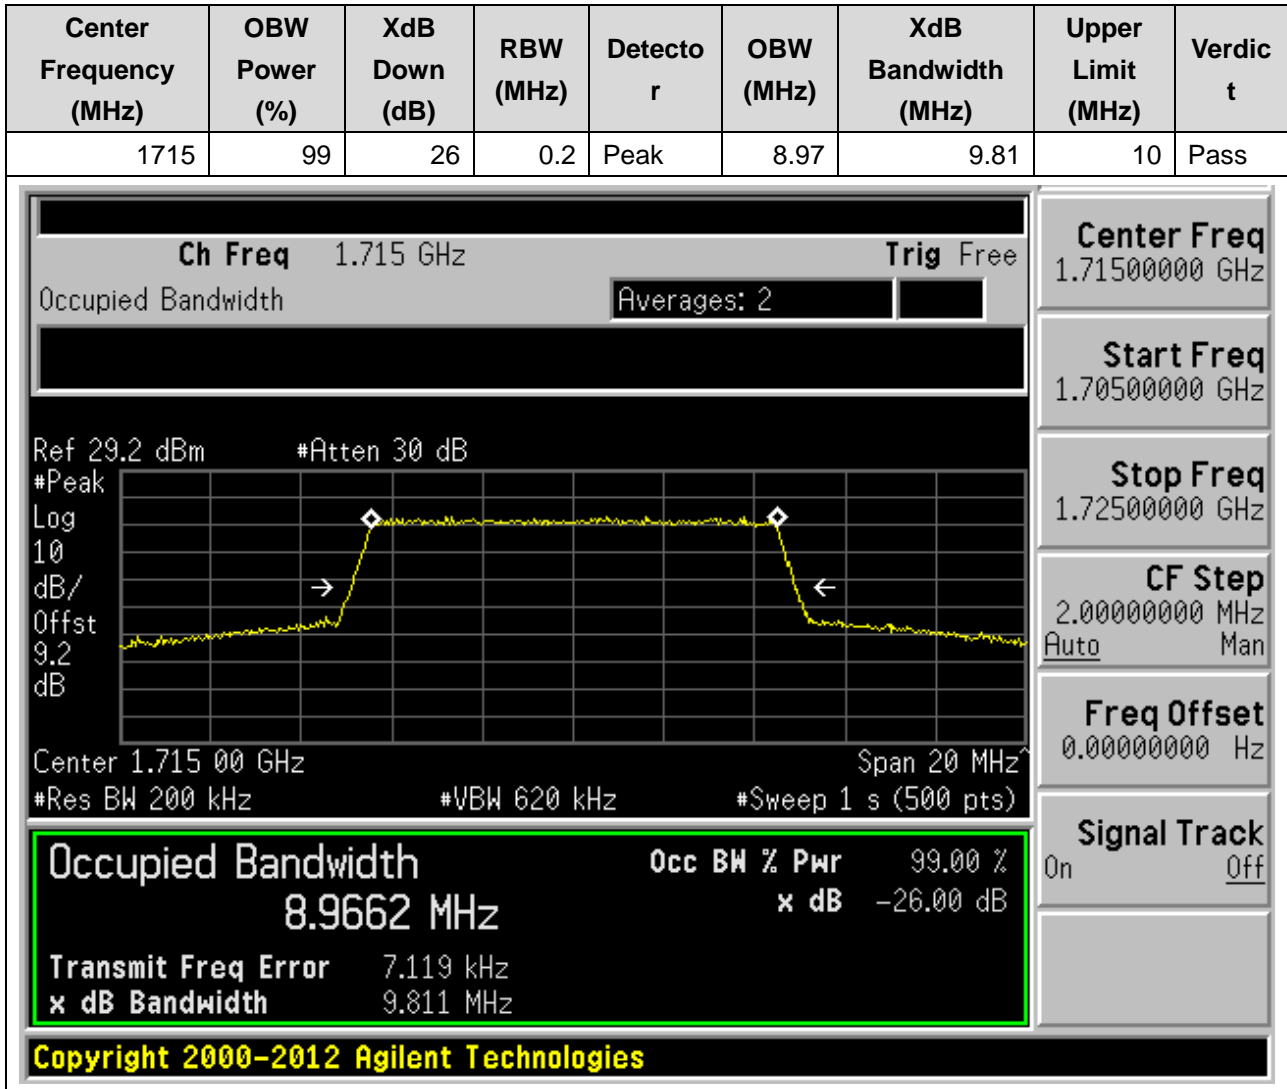 Center Frequency (MHz) OBW Power (%) XdB Down (dB) RBW (MHz) Detecto r OBW (MHz) XdB Bandwidth (MHz) Upper Limit (MHz) Verdic t
1715 99 26 0.2 Peak 8.97 9.81 10 Pass
Ch Freq 1.715 GHz Trig Free
Occupied Bandwidth Averages: 2
Ref 29.2 dBm #Atten 30 dB
#Peak
Log
10
dB/
Offst
9.2
dB
Center 1.715 00 GHz Span 20 MHz^
#Res BW 200 kHz #VBW 620 kHz #Sweep 1 s (500 pts)
Occupied Bandwidth Occ BW % Pwr 99.00 %
8.9662 MHz x dB -26.00 dB
Transmit Freq Error 7.119 kHz
x dB Bandwidth 9.811 MHz
Center Freq
1.71500000 GHz
Start Freq
1.70500000 GHz
Stop Freq
1.72500000 GHz
CF Step
2.00000000 MHz
Auto Man
Freq Offset
0.00000000 Hz
Signal Track
On Off
Copyright 2000-2012 Agilent Technologies